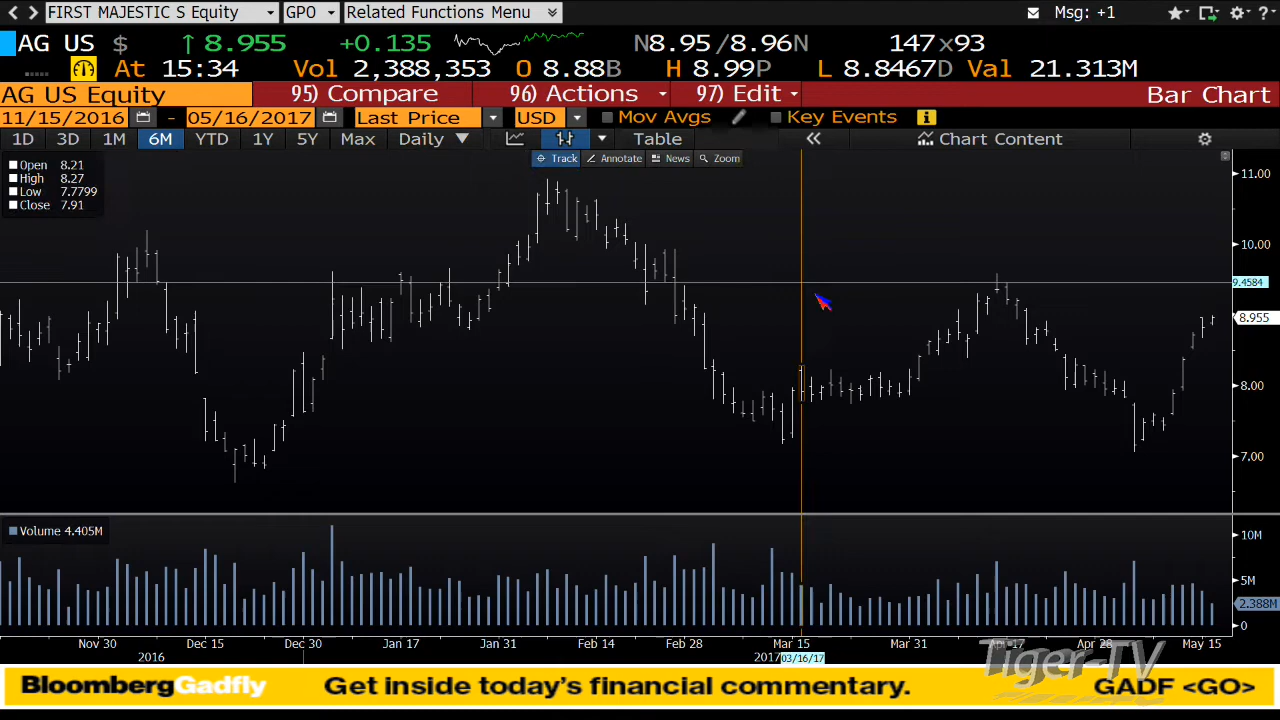 FIRST MAJESTIC S Equity GPO Related Functions Menu Msg: +1
AG US $ ↑ 8.955 +0.135 N8.95/8.96N 147x93
At 15:34 Vol 2,388,353 O 8.88B H 8.99P L 8.8467D Val 21.313M
AG US Equity 95) Compare 96) Actions 97) Edit Bar Chart
11/15/2016 - 05/16/2017 Last Price USD Mov Avgs Key Events
1D 3D 1M 6M YTD 1Y 5Y Max Daily ▼ Table « Chart Content
Track Annotate News Zoom
Open 8.21
High 8.27
Low 7.7799
Close 7.91
11.00
10.00
9.4584
8.955
8.00
7.00
Volume 4.405M
10M
5M
2.388M
0
Nov 30 Dec 15 Dec 30 Jan 17 Jan 31 Feb 14 Feb 28 Mar 15 Mar 31 Apr 17 Apr 28 May 15
2016 2017 03/16/17
Tiger-TV
BloombergGadfly Get inside today's financial commentary. GADF <GO>